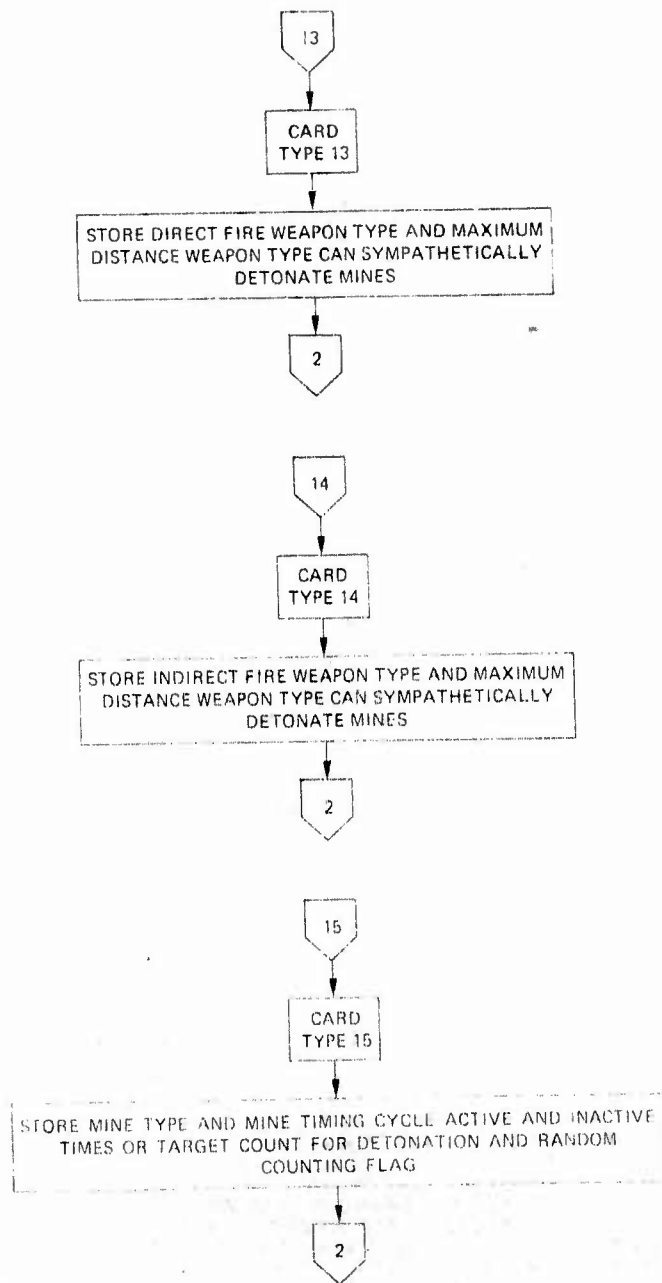 13
CARD
TYPE 13
STORE DIRECT FIRE WEAPON TYPE AND MAXIMUM
DISTANCE WEAPON TYPE CAN SYMPATHETICALLY
DETONATE MINES
2
14
CARD
TYPE 14
STORE INDIRECT FIRE WEAPON TYPE AND MAXIMUM
DISTANCE WEAPON TYPE CAN SYMPATHETICALLY
DETONATE MINES
2
15
CARD
TYPE 15
STORE MINE TYPE AND MINE TIMING CYCLE ACTIVE AND INACTIVE
TIMES OR TARGET COUNT FOR DETONATION AND RANDOM
COUNTING FLAG
2